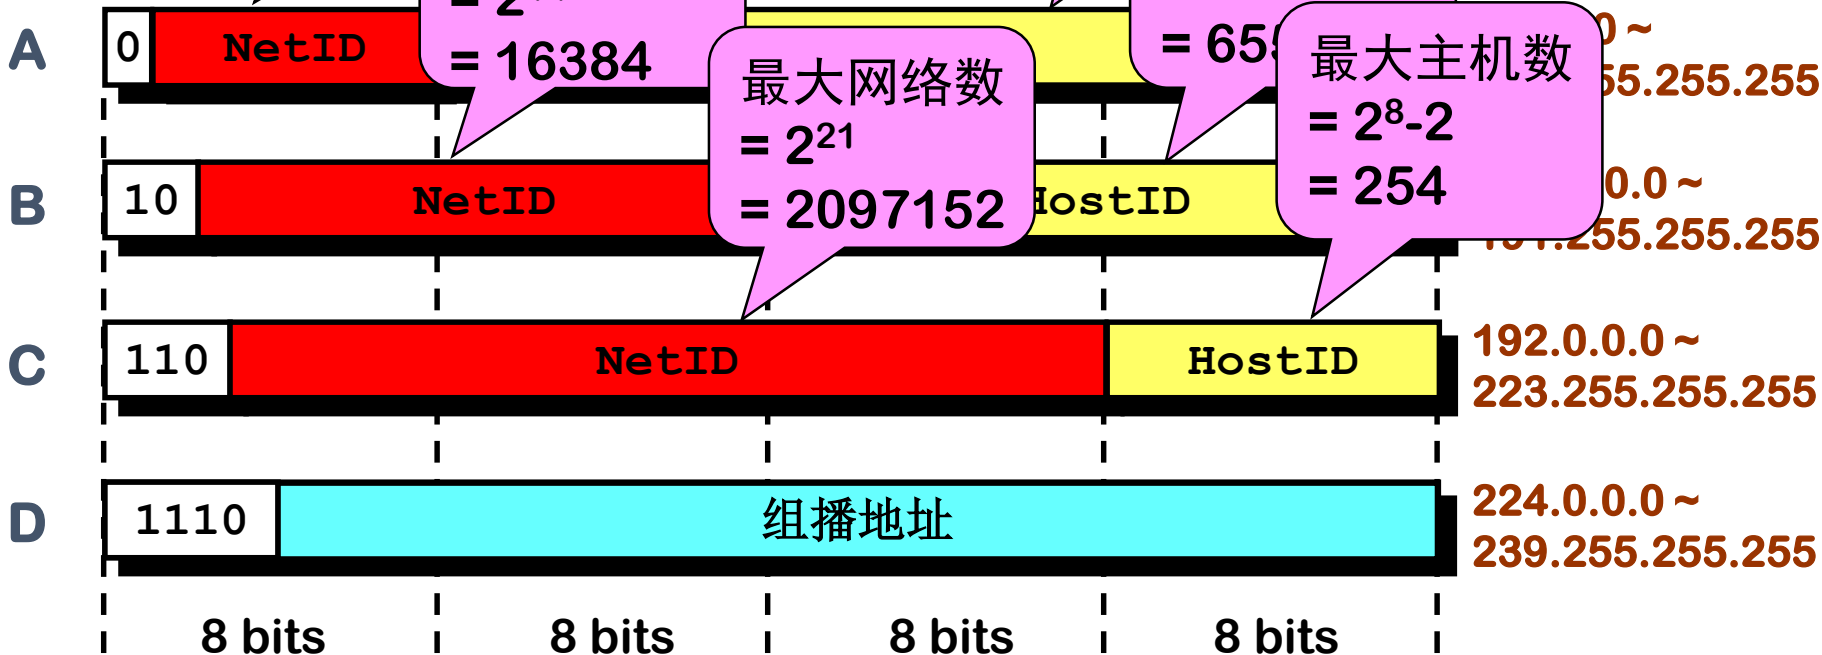 A
0
NetID
= 16384
= 65
最大网络数
= 2²¹
= 2097152
最大主机数
= 2⁸-2
= 254
0 ~
55.255.255
B
10
NetID
HostID
0.0 ~
.255.255.255
C
110
NetID
HostID
192.0.0.0 ~
223.255.255.255
D
1110
组播地址
224.0.0.0 ~
239.255.255.255
8 bits
8 bits
8 bits
8 bits